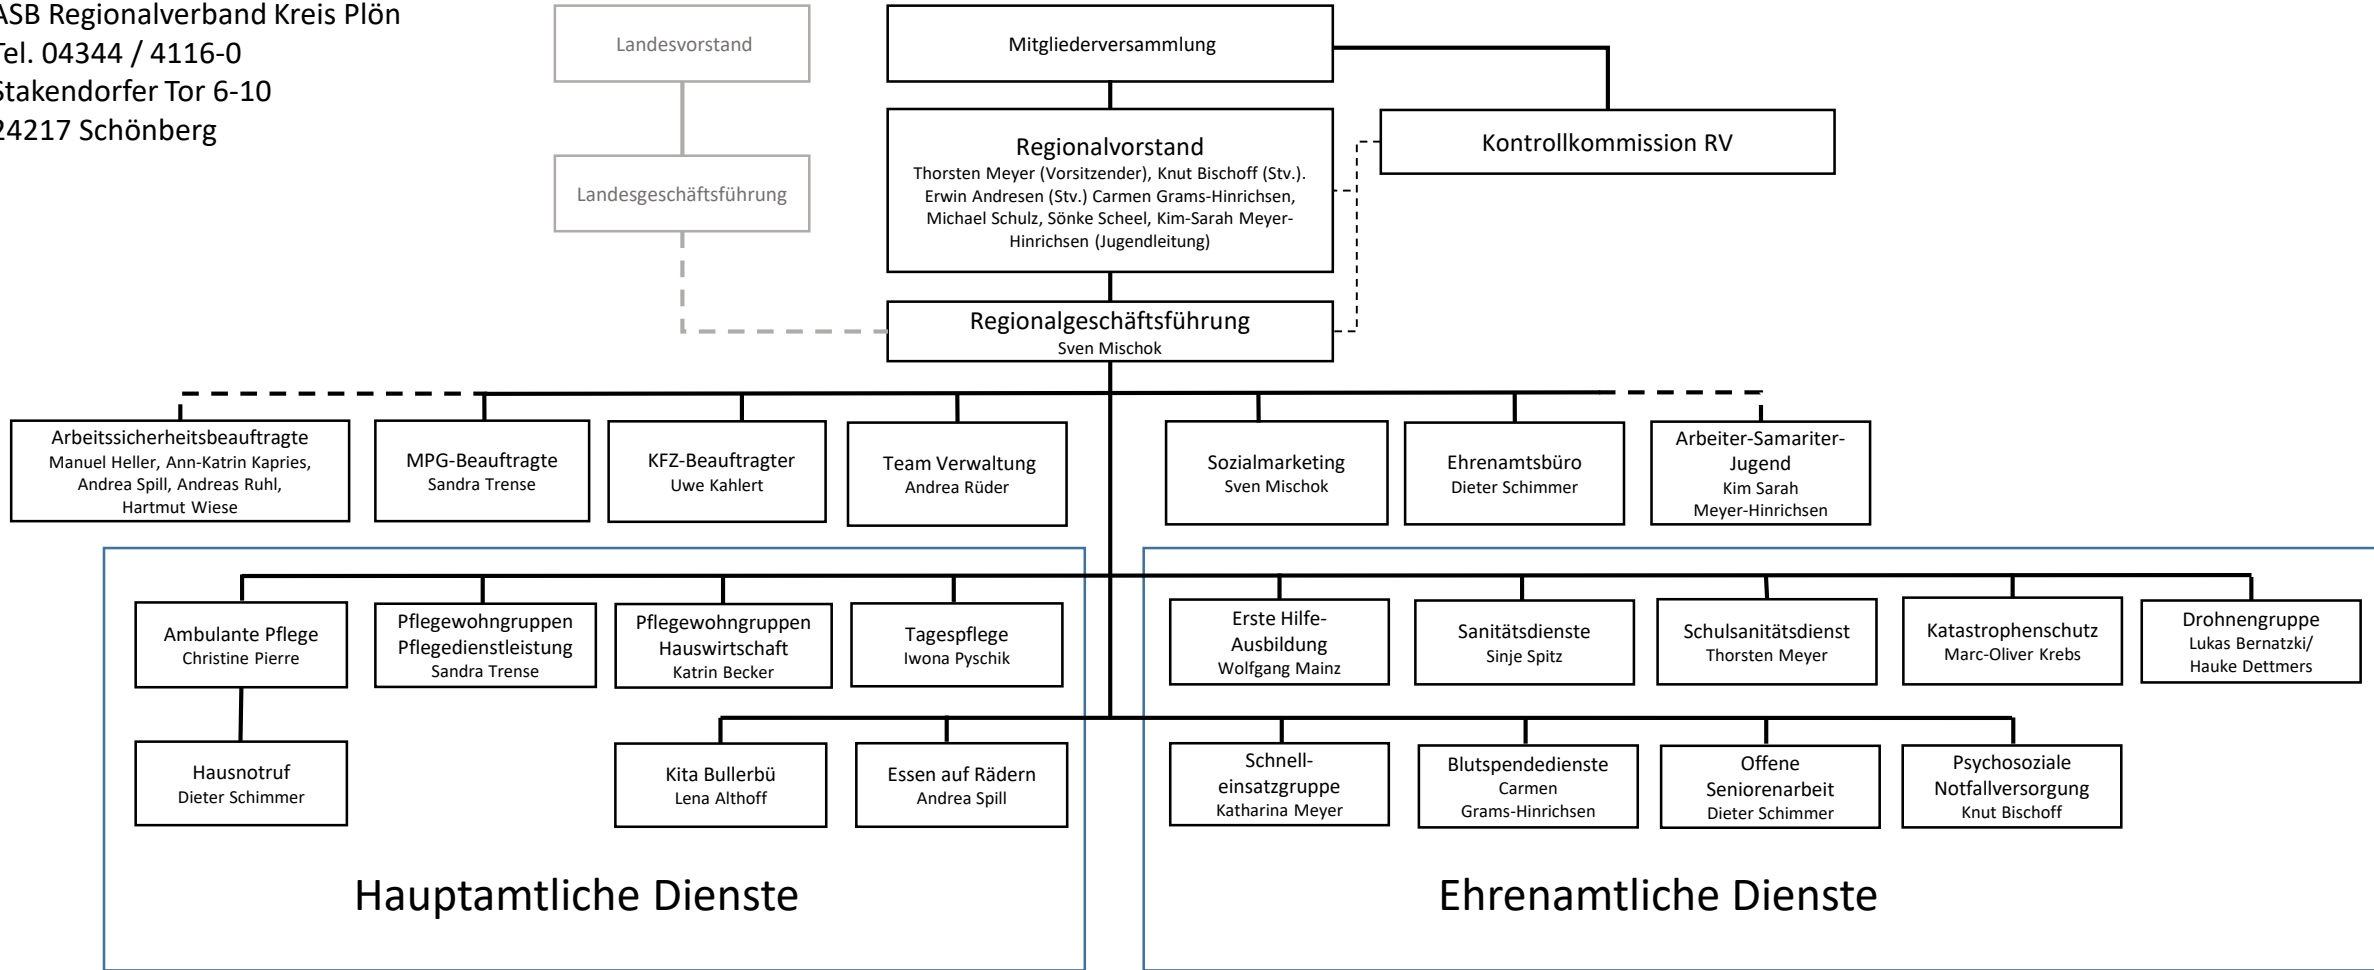 ASB Regionalverband Kreis Plön
Tel. 04344 / 4116-0
Stakendorfer Tor 6-10
24217 Schönberg
Landesvorstand
Mitgliederversammlung
Landesgeschäftsführung
Regionalvorstand
Thorsten Meyer (Vorsitzender), Knut Bischoff (Stv.).
Erwin Andresen (Stv.) Carmen Grams-Hinrichsen,
Michael Schulz, Sönke Scheel, Kim-Sarah Meyer-
Hinrichsen (Jugendleitung)
Kontrollkommission RV
Regionalgeschäftsführung
Sven Mischok
Arbeitssicherheitsbeauftragte
Manuel Heller, Ann-Katrin Kapries,
Andrea Spill, Andreas Ruhl,
Hartmut Wiese
MPG-Beauftragte
Sandra Trense
KFZ-Beauftragter
Uwe Kahlert
Team Verwaltung
Andrea Rüder
Sozialmarketing
Sven Mischok
Ehrenamtsbüro
Dieter Schimmer
Arbeiter-Samariter-
Jugend
Kim Sarah
Meyer-Hinrichsen
Ambulante Pflege
Christine Pierre
Pflegewohngruppen
Pflegedienstleistung
Sandra Trense
Pflegewohngruppen
Hauswirtschaft
Katrin Becker
Tagespflege
Iwona Pyschik
Erste Hilfe-
Ausbildung
Wolfgang Mainz
Sanitätsdienste
Sinje Spitz
Schulsanitätsdienst
Thorsten Meyer
Katastrophenschutz
Marc-Oliver Krebs
Drohnengruppe
Lukas Bernatzki/
Hauke Dettmers
Hausnotruf
Dieter Schimmer
Kita Bullerbü
Lena Althoff
Essen auf Rädern
Andrea Spill
Schnell-
einsatzgruppe
Katharina Meyer
Blutspendedienste
Carmen
Grams-Hinrichsen
Offene
Seniorenarbeit
Dieter Schimmer
Psychosoziale
Notfallversorgung
Knut Bischoff
Hauptamtliche Dienste
Ehrenamtliche Dienste